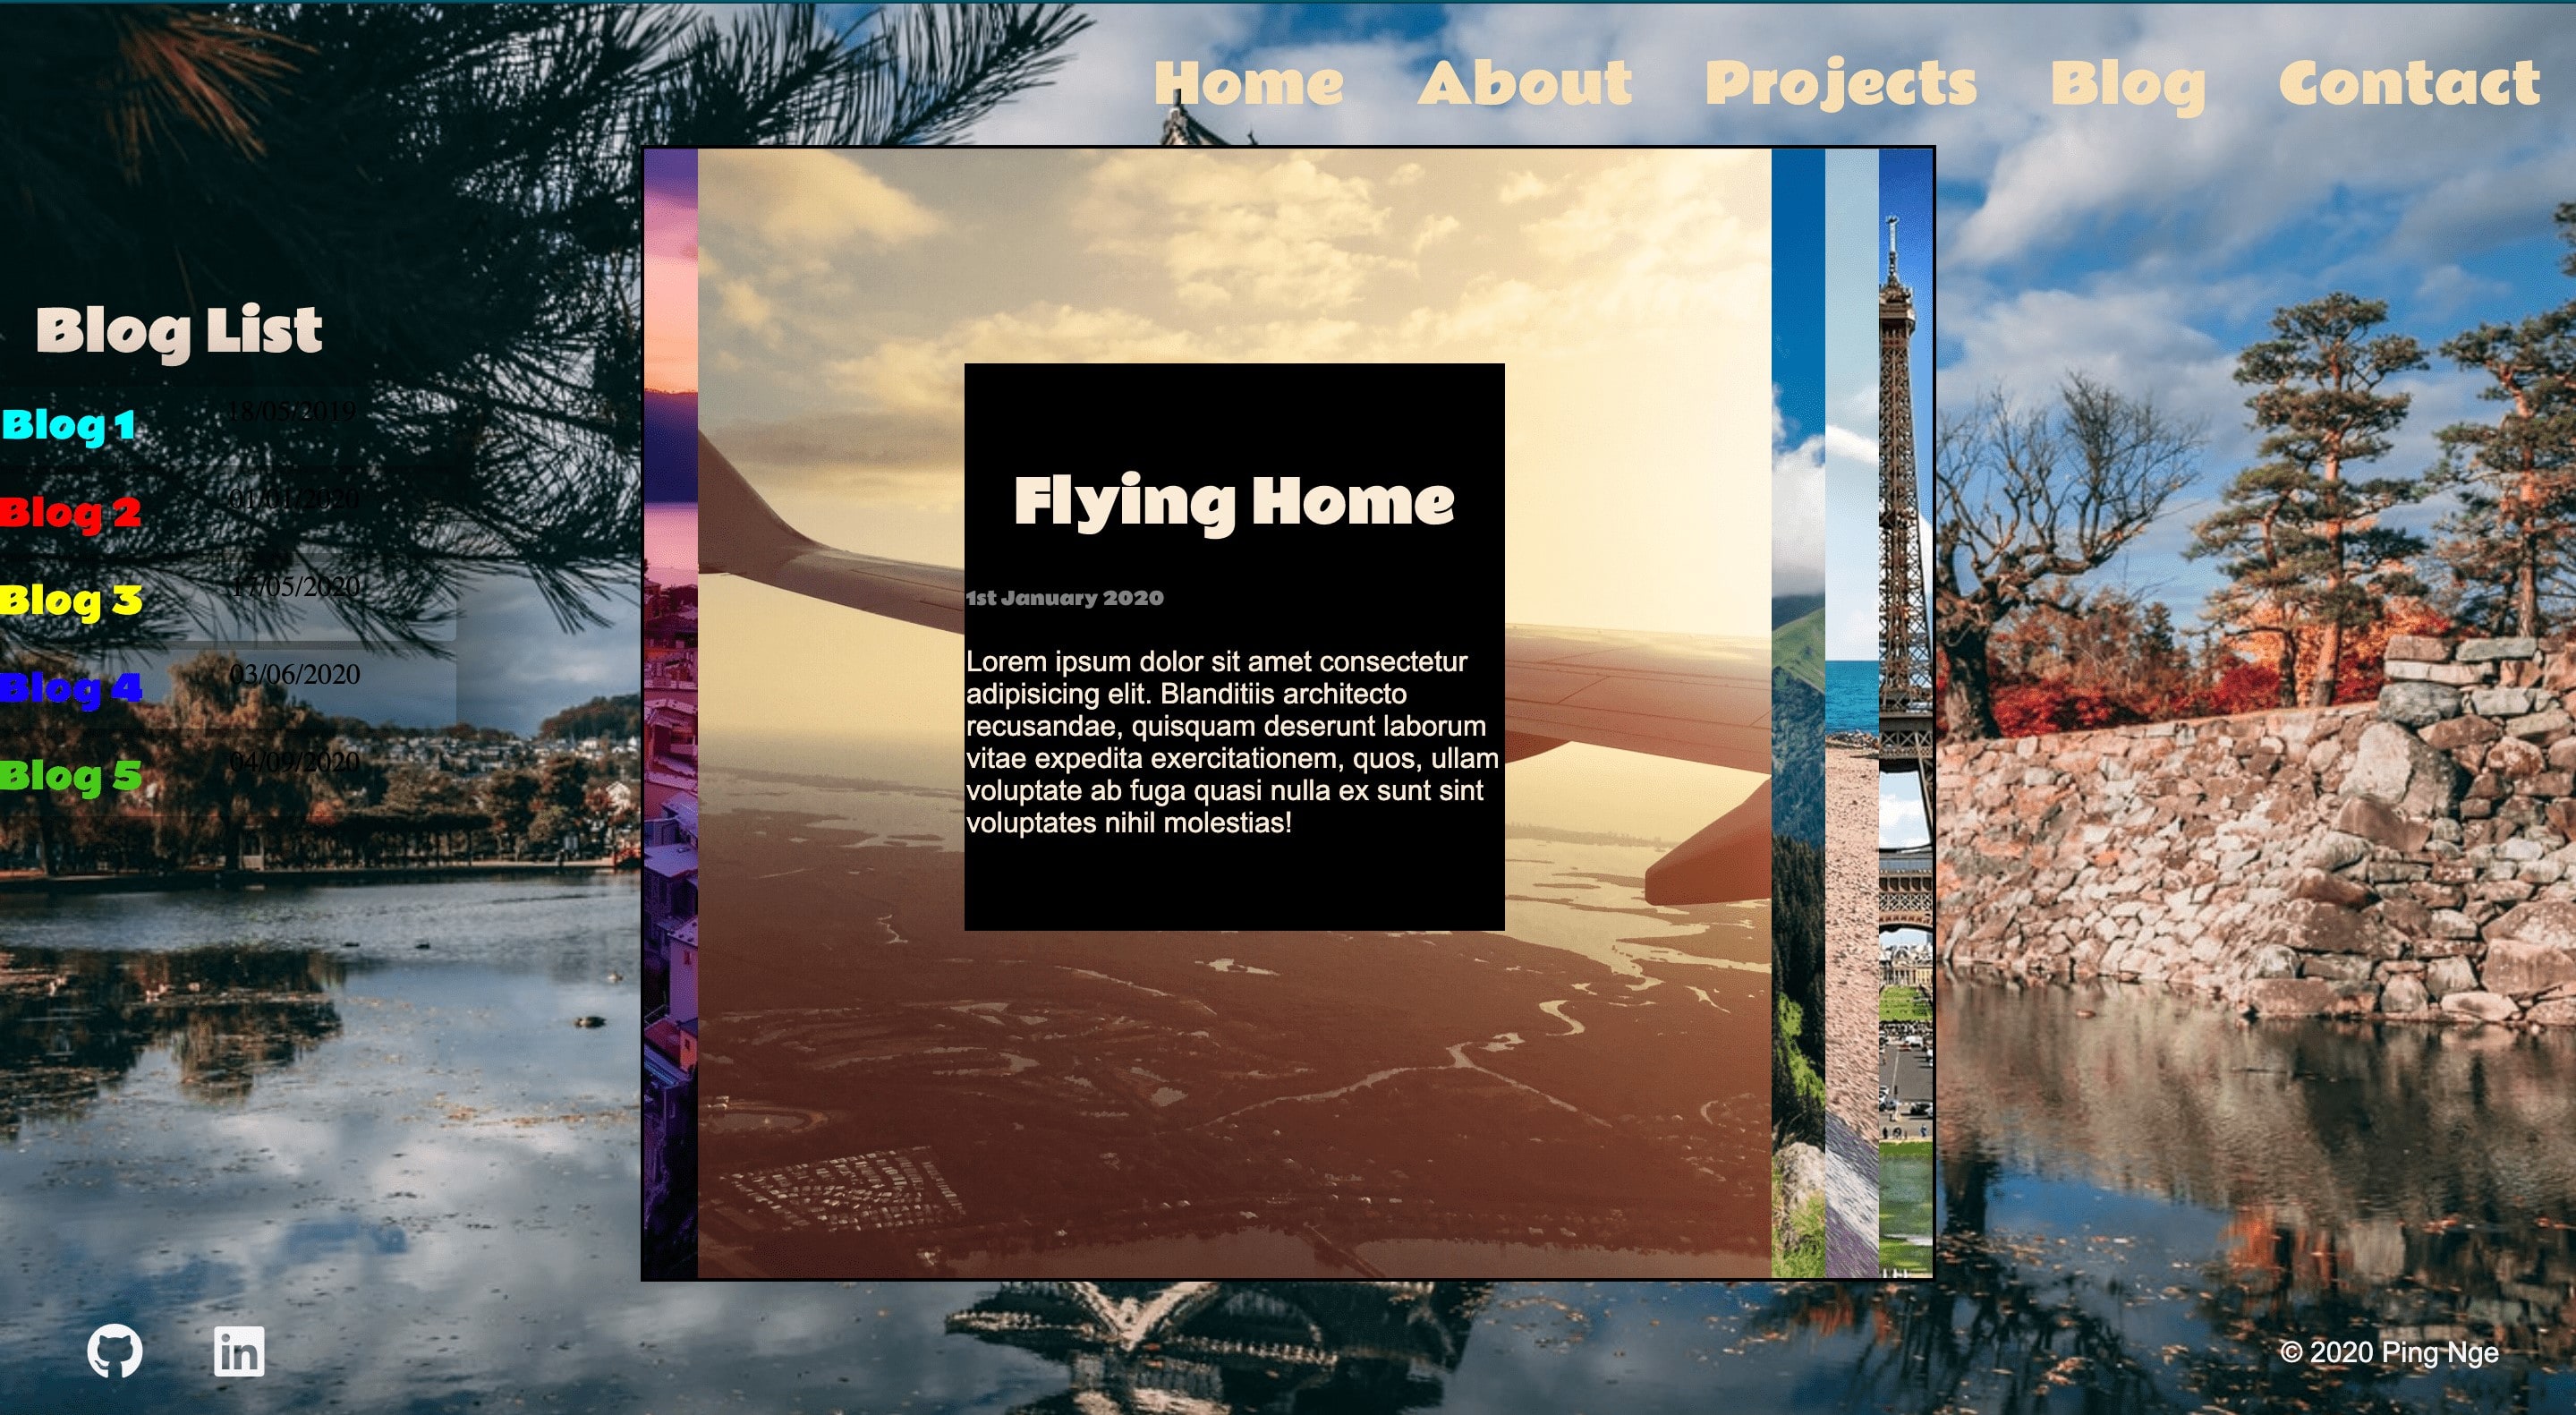 Home About Projects Blog Contact
Blog List
Blog 1 18/05/2019
Blog 2 01/01/2020
Blog 3 17/05/2020
Blog 4 03/06/2020
Blog 5 04/09/2020
Flying Home
1st January 2020
Lorem ipsum dolor sit amet consectetur
adipisicing elit. Blanditiis architecto
recusandae, quisquam deserunt laborum
vitae expedita exercitationem, quos, ullam
voluptate ab fuga quasi nulla ex sunt sint
voluptates nihil molestias!
in
© 2020 Ping Nge